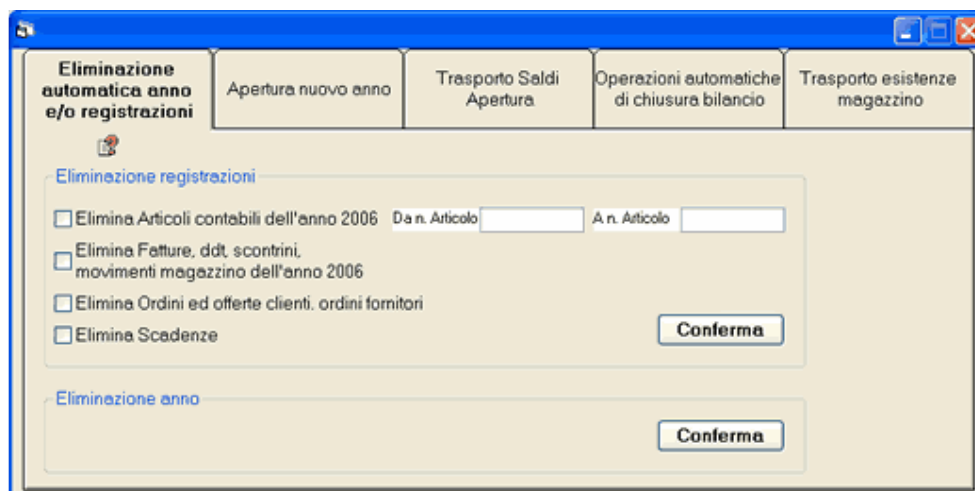 Eliminazione
automatica anno
e/o registrazioni
Apertura nuovo anno
Trasporto Saldi
Apertura
Operazioni automatiche
di chiusura bilancio
Trasporto esistenze
magazzino
Eliminazione registrazioni
Elimina Articoli contabili dell'anno 2006 Da n. Articolo A n. Articolo
Elimina Fatture, ddt, scontrini,
movimenti magazzino dell'anno 2006
Elimina Ordini ed offerte clienti. ordini fornitori
Elimina Scadenze
Conferma
Eliminazione anno
Conferma